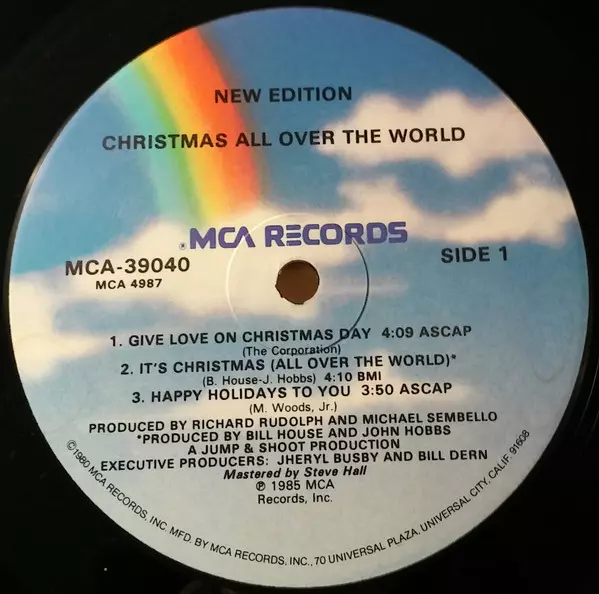 NEW EDITION
CHRISTMAS ALL OVER THE WORLD
®MCA RECORDS
MCA-39040
MCA 4987
SIDE 1
1. GIVE LOVE ON CHRISTMAS DAY 4:09 ASCAP
(The Corporation)
2. IT'S CHRISTMAS (ALL OVER THE WORLD)*
(B. House-J. Hobbs) 4:10 BMI
3. HAPPY HOLIDAYS TO YOU 3:50 ASCAP
(M. Woods, Jr.)
PRODUCED BY RICHARD RUDOLPH AND MICHAEL SEMBELLO
*PRODUCED BY BILL HOUSE AND JOHN HOBBS
A JUMP & SHOOT PRODUCTION
EXECUTIVE PRODUCERS: JHERYL BUSBY AND BILL DERN
Mastered by Steve Hall
℗ 1985 MCA
Records, Inc.
©1980 MCA RECORDS, INC. MFD. BY MCA RECORDS, INC., 70 UNIVERSAL PLAZA, UNIVERSAL CITY, CALIF. 91608